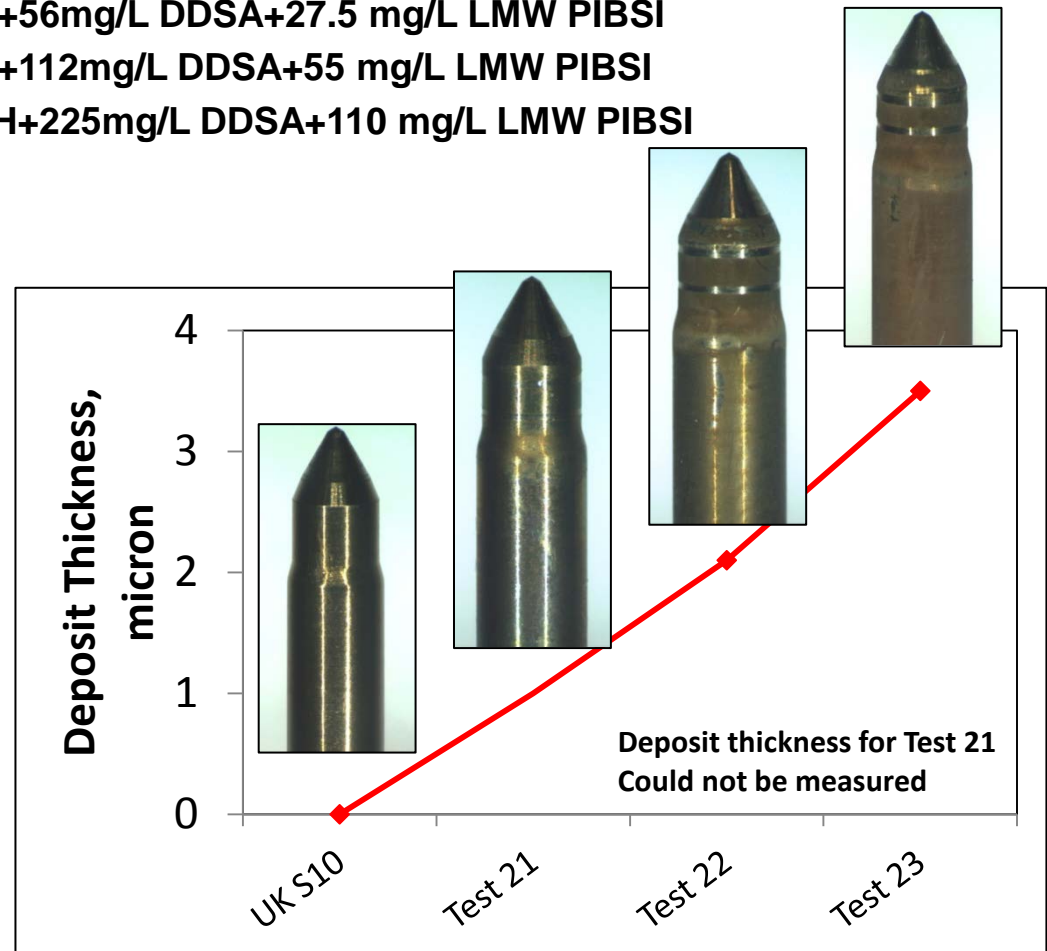 +56mg/L DDSA+27.5 mg/L LMW PIBSI
+112mg/L DDSA+55 mg/L LMW PIBSI
+225mg/L DDSA+110 mg/L LMW PIBSI
4
3
2
1
0
Deposit Thickness,
micron
Deposit thickness for Test 21
Could not be measured
UK S10
Test 21
Test 22
Test 23